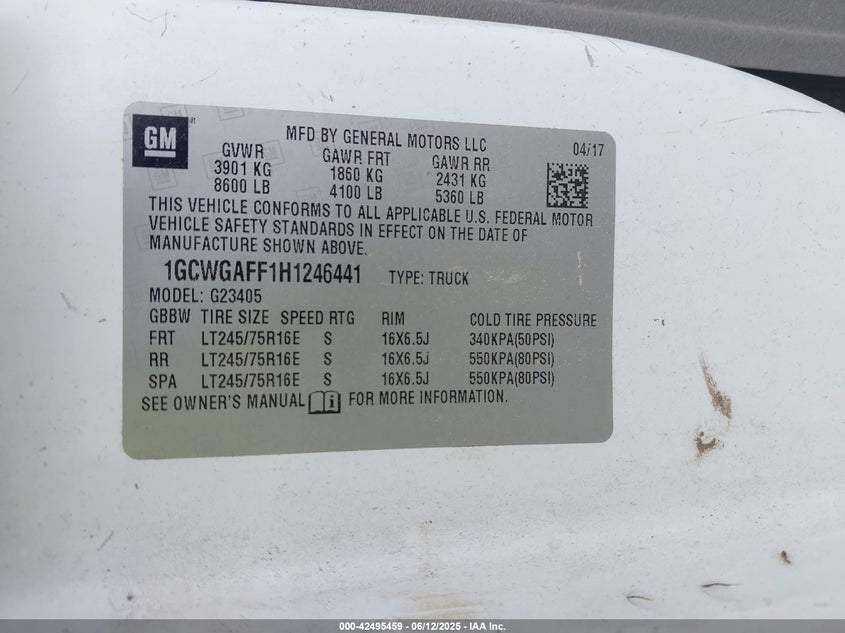 GM
MFD BY GENERAL MOTORS LLC
04/17
GVWR GAWR FRT GAWR RR
3901 KG 1860 KG 2431 KG
8600 LB 4100 LB 5360 LB
THIS VEHICLE CONFORMS TO ALL APPLICABLE U.S. FEDERAL MOTOR
VEHICLE SAFETY STANDARDS IN EFFECT ON THE DATE OF
MANUFACTURE SHOWN ABOVE.
1GCWGAFF1H1246441 TYPE: TRUCK
MODEL: G23405
GBBW TIRE SIZE SPEED RTG RIM COLD TIRE PRESSURE
FRT LT245/75R16E S 16X6.5J 340KPA(50PSI)
RR LT245/75R16E S 16X6.5J 550KPA(80PSI)
SPA LT245/75R16E S 16X6.5J 550KPA(80PSI)
SEE OWNER'S MANUAL i FOR MORE INFORMATION.
000-42495459 - 06/12/2025 - IAA Inc.